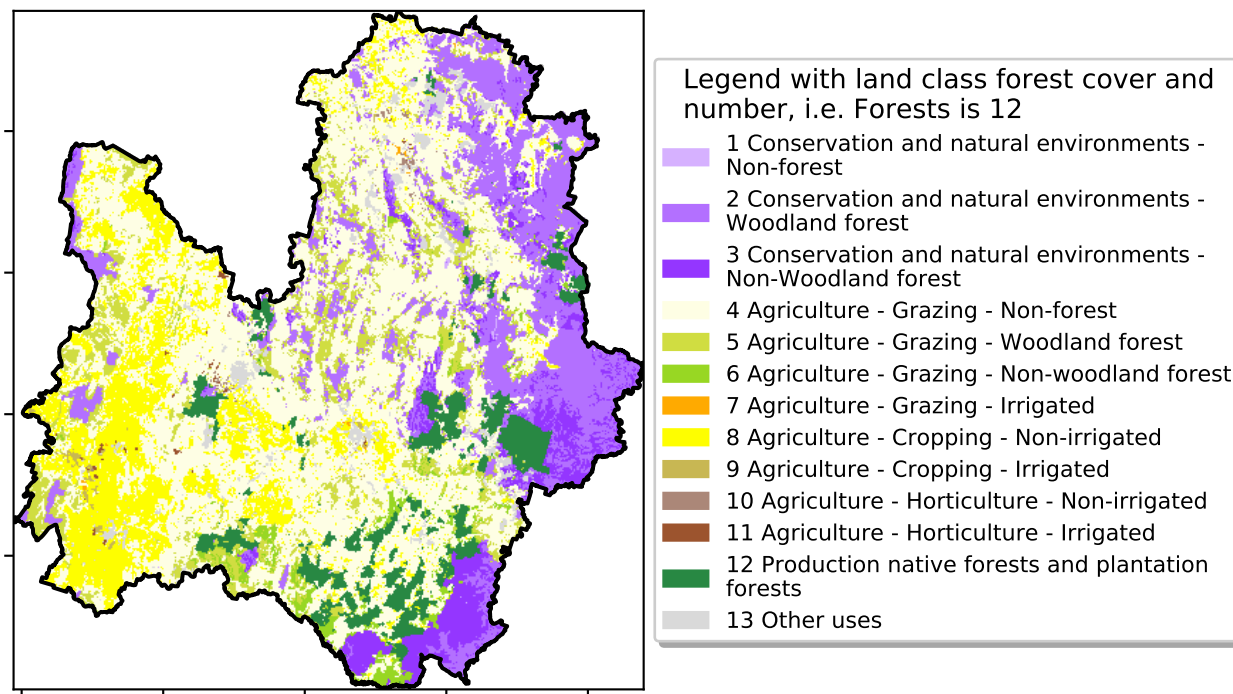 Legend with land class forest cover and
number, i.e. Forests is 12
1 Conservation and natural environments -
Non-forest
2 Conservation and natural environments -
Woodland forest
3 Conservation and natural environments -
Non-Woodland forest
4 Agriculture - Grazing - Non-forest
5 Agriculture - Grazing - Woodland forest
6 Agriculture - Grazing - Non-woodland forest
7 Agriculture - Grazing - Irrigated
8 Agriculture - Cropping - Non-irrigated
9 Agriculture - Cropping - Irrigated
10 Agriculture - Horticulture - Non-irrigated
11 Agriculture - Horticulture - Irrigated
12 Production native forests and plantation
forests
13 Other uses